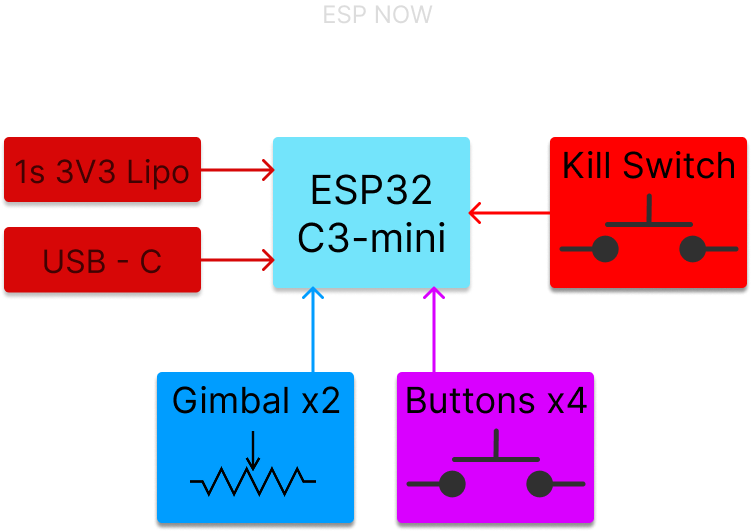 ESP NOW
1s 3V3 Lipo
USB - C
ESP32
C3-mini
Kill Switch
Gimbal x2
Buttons x4